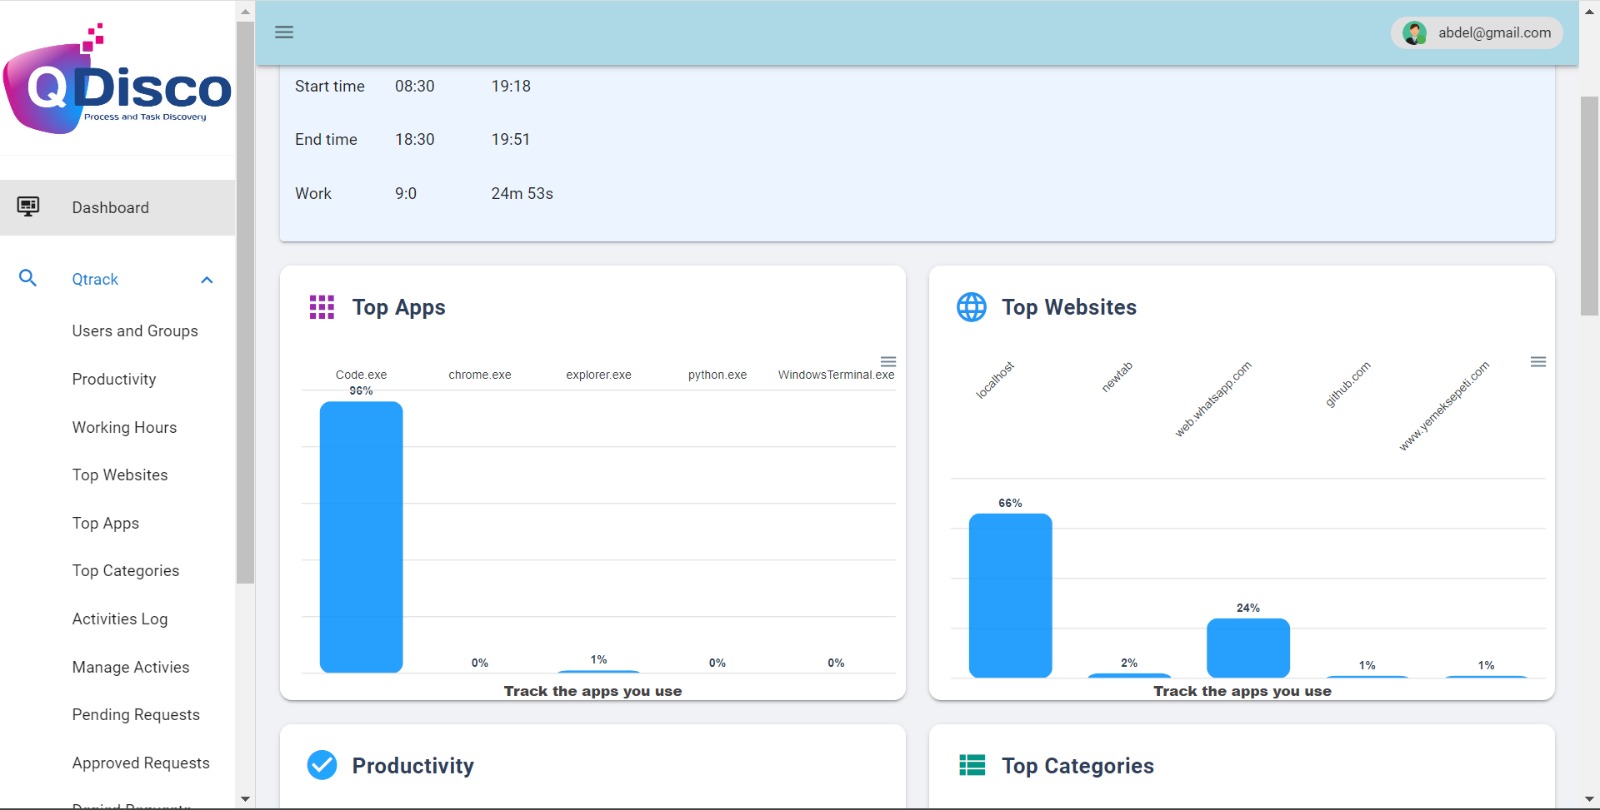 QDisco
Process and Task Discovery
Dashboard
Qtrack
Users and Groups
Productivity
Working Hours
Top Websites
Top Apps
Top Categories
Activities Log
Manage Activies
Pending Requests
Approved Requests
Denied Requests
abdel@gmail.com
Start time 08:30 19:18
End time 18:30 19:51
Work 9:0 24m 53s
Top Apps
Code.exe chrome.exe explorer.exe python.exe WindowsTerminal.exe
96%
0% 1% 0% 0%
Track the apps you use
Top Websites
localhost newtab web.whatsapp.com github.com www.yemeksepeti.com
66%
24%
2% 1% 1%
Track the apps you use
Productivity
Top Categories